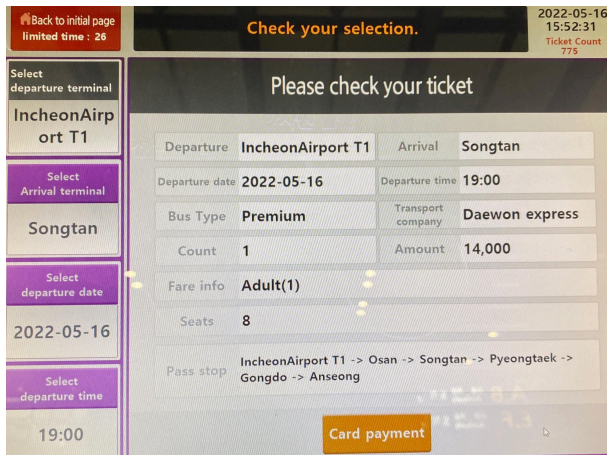 Back to initial page
limited time : 26
Check your selection.
2022-05-16
15:52:31
Ticket Count
775
Select
departure terminal
IncheonAirp
ort T1
Select
Arrival terminal
Songtan
Select
departure date
2022-05-16
Select
departure time
19:00
Please check your ticket
Departure IncheonAirport T1 Arrival Songtan
Departure date 2022-05-16 Departure time 19:00
Bus Type Premium Transport company Daewon express
Count 1 Amount 14,000
Fare info Adult(1)
Seats 8
Pass stop IncheonAirport T1 -> Osan -> Songtan -> Pyeongtaek ->
Gongdo -> Anseong
Card payment